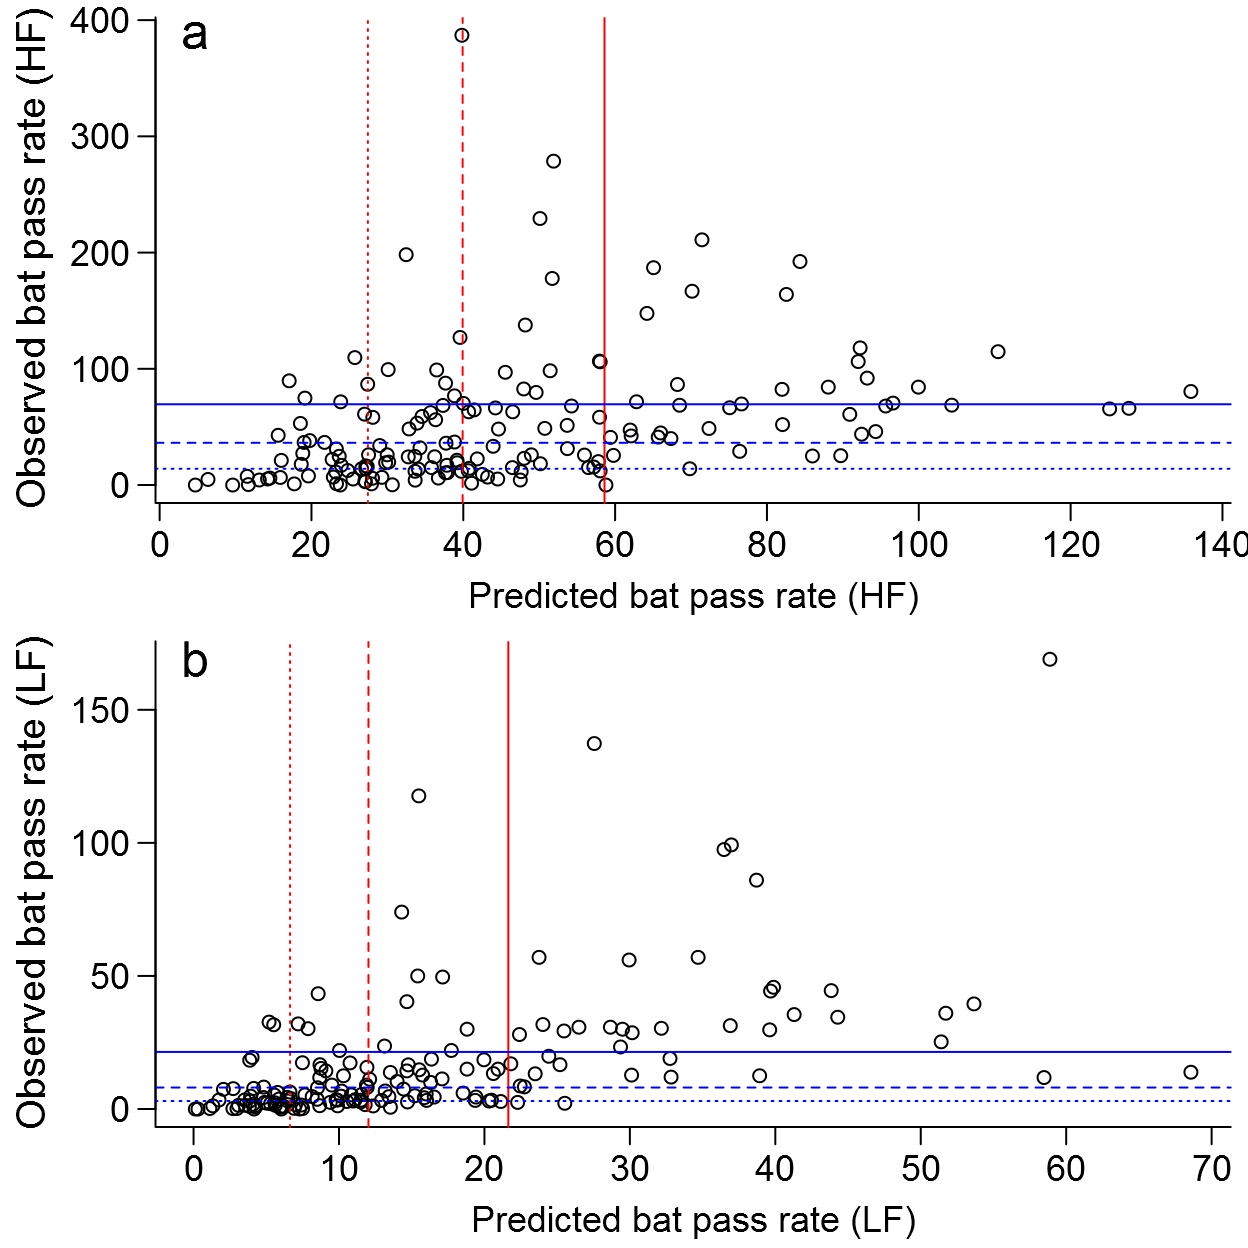 a
Observed bat pass rate (HF)
400
300
200
100
0
0 20 40 60 80 100 120 140
Predicted bat pass rate (HF)
b
Observed bat pass rate (LF)
150
100
50
0
0 10 20 30 40 50 60 70
Predicted bat pass rate (LF)